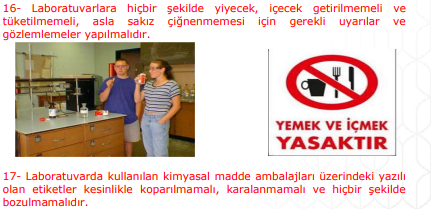 16- Laboratuvarlara hiçbir şekilde yiyecek, içecek getirilmemeli ve
tüketilmemeli, asla sakız çiğnenmemesi için gerekli uyarılar ve
gözlemlemeler yapılmalıdır.
YEMEK VE İÇMEK
YASAKTIR
17- Laboratuvarda kullanılan kimyasal madde ambalajları üzerindeki yazılı
olan etiketler kesinlikle koparılmamalı, karalanmamalı ve hiçbir şekilde
bozulmamalıdır.